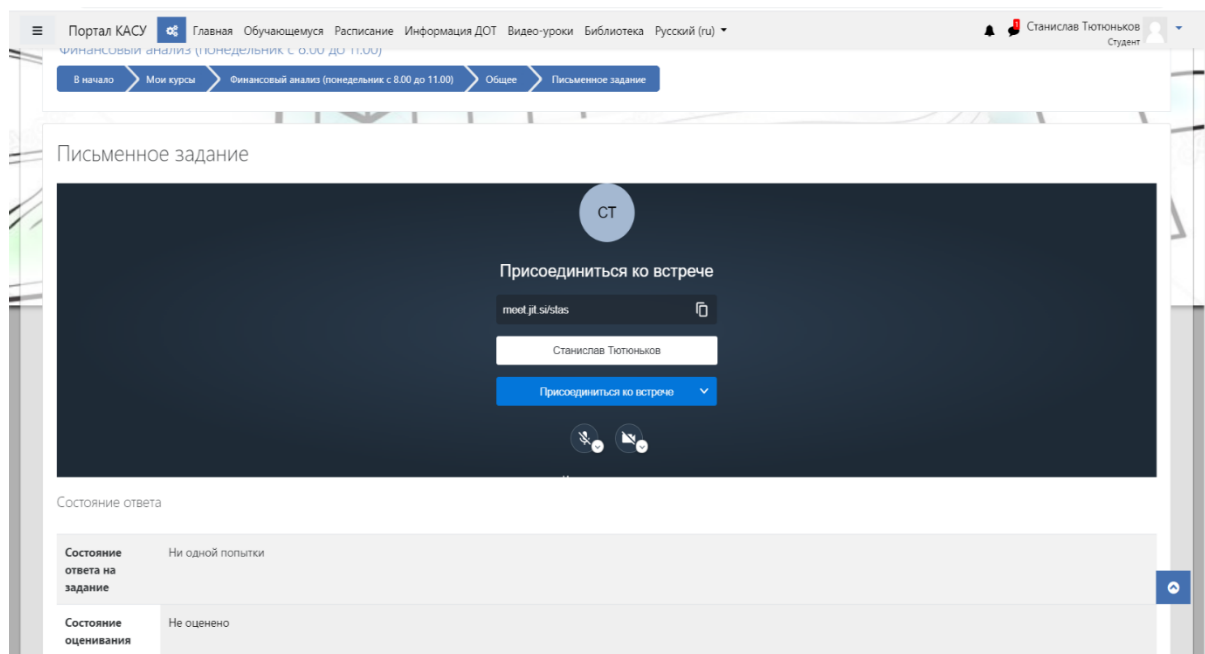 Портал КАСУ Главная Обучающемуся Расписание Информация ДОТ Видео-уроки Библиотека Русский (ru)
Станислав Тютюньков
Студент
Финансовый анализ (понедельник с 8.00 до 11.00)
В начало Мои курсы Финансовый анализ (понедельник с 8.00 до 11.00) Общее Письменное задание
Письменное задание
СТ
Присоединиться ко встрече
meet.jit.si/stas
Станислав Тютюньков
Присоединиться ко встрече
Состояние ответа
Состояние ответа на задание Ни одной попытки
Состояние оценивания Не оценено